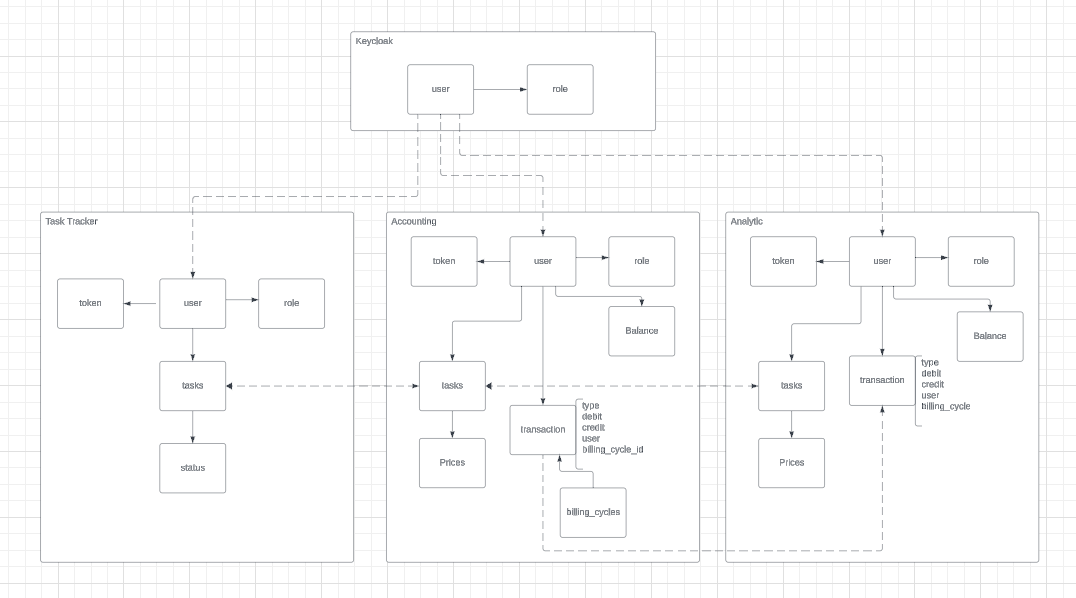 Keycloak
user
role
Task Tracker
token
user
role
tasks
status
Accounting
token
user
role
Balance
tasks
Prices
transaction
type
debit
credit
user
billing_cycle_id
billing_cycles
Analytic
token
user
role
Balance
tasks
Prices
transaction
type
debit
credit
user
billing_cycle